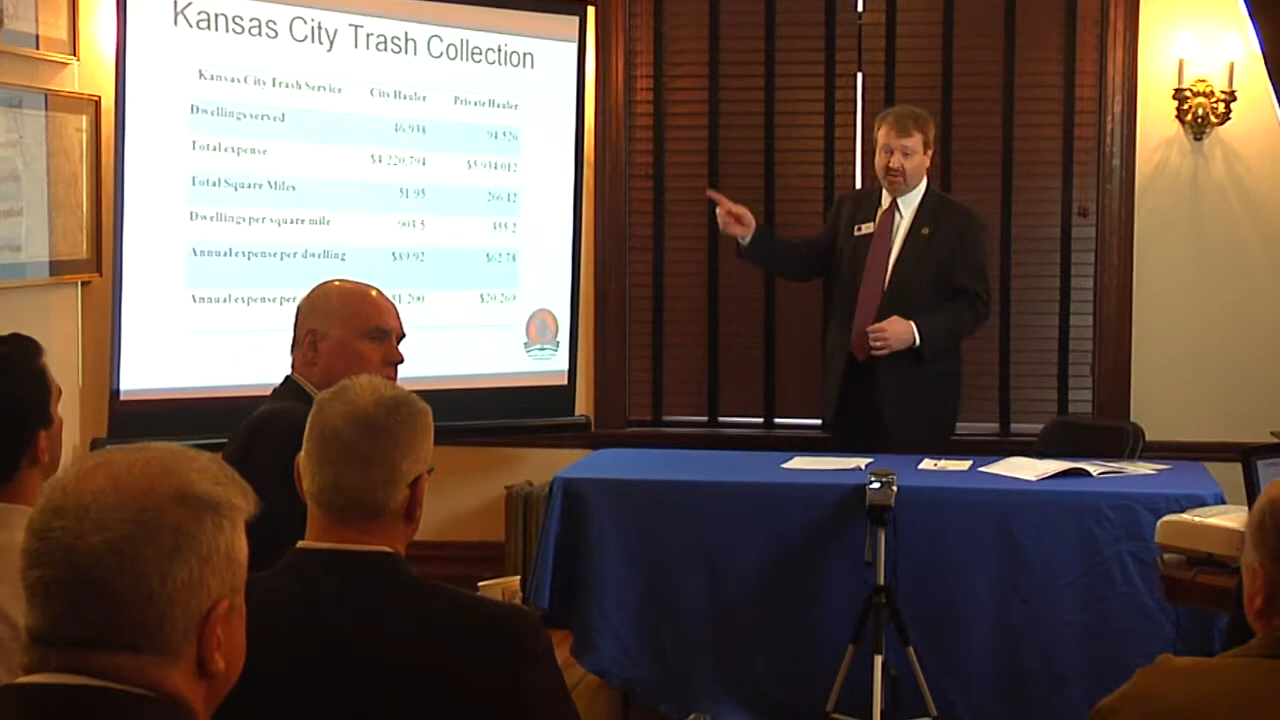 Kansas City Trash Collection
Kansas City Trash Service City Hauler Private Hauler
Dwellings served 46,938 94,526
Total expense $4,220,794 $5,934,012
Total Square Miles 51.95 266.12
Dwellings per square mile 903.5 355.2
Annual expense per dwelling $89.92 $62.78
Annual expense per $20,269